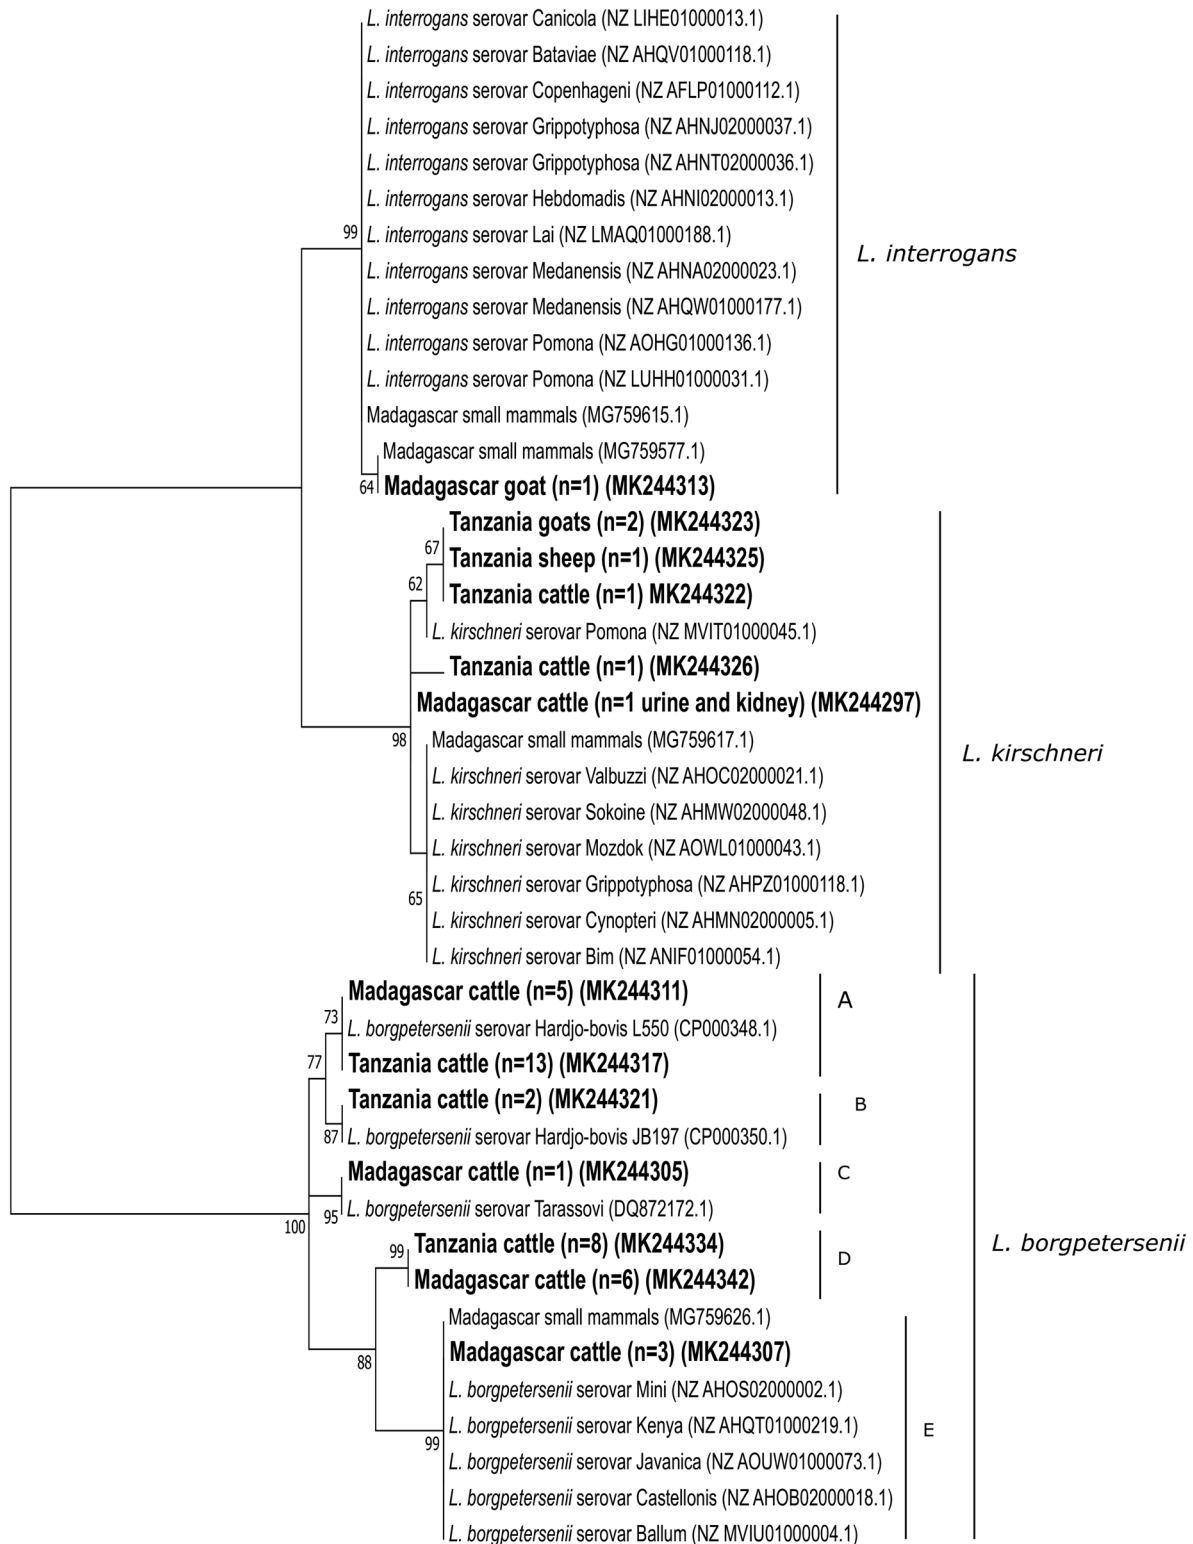 L. interrogans serovar Canicola (NZ LIHE01000013.1)
L. interrogans serovar Bataviae (NZ AHQV01000118.1)
L. interrogans serovar Copenhageni (NZ AFLP01000112.1)
L. interrogans serovar Grippotyphosa (NZ AHNJ02000037.1)
L. interrogans serovar Grippotyphosa (NZ AHNT02000036.1)
L. interrogans serovar Hebdomadis (NZ AHNI02000013.1)
99
L. interrogans serovar Lai (NZ LMAQ01000188.1)
L. interrogans
L. interrogans serovar Medanensis (NZ AHNA02000023.1)
L. interrogans serovar Medanensis (NZ AHQW01000177.1)
L. interrogans serovar Pomona (NZ AOHG01000136.1)
L. interrogans serovar Pomona (NZ LUHH01000031.1)
Madagascar small mammals (MG759615.1)
Madagascar small mammals (MG759577.1)
64
Madagascar goat (n=1) (MK244313)
Tanzania goats (n=2) (MK244323)
67
Tanzania sheep (n=1) (MK244325)
62
Tanzania cattle (n=1) MK244322)
L. kirschneri serovar Pomona (NZ MVIT01000045.1)
Tanzania cattle (n=1) (MK244326)
Madagascar cattle (n=1 urine and kidney) (MK244297)
98
Madagascar small mammals (MG759617.1)
L. kirschneri
L. kirschneri serovar Valbuzzi (NZ AHOC02000021.1)
L. kirschneri serovar Sokoine (NZ AHMW02000048.1)
L. kirschneri serovar Mozdok (NZ AOWL01000043.1)
L. kirschneri serovar Grippotyphosa (NZ AHPZ01000118.1)
65
L. kirschneri serovar Cynopteri (NZ AHMN02000005.1)
L. kirschneri serovar Bim (NZ ANIF01000054.1)
Madagascar cattle (n=5) (MK244311)
A
73
L. borgpetersenii serovar Hardjo-bovis L550 (CP000348.1)
77
Tanzania cattle (n=13) (MK244317)
Tanzania cattle (n=2) (MK244321)
B
87
L. borgpetersenii serovar Hardjo-bovis JB197 (CP000350.1)
Madagascar cattle (n=1) (MK244305)
C
95
L. borgpetersenii serovar Tarassovi (DQ872172.1)
100
Tanzania cattle (n=8) (MK244334)
L. borgpetersenii
99
D
Madagascar cattle (n=6) (MK244342)
Madagascar small mammals (MG759626.1)
Madagascar cattle (n=3) (MK244307)
88
L. borgpetersenii serovar Mini (NZ AHOS02000002.1)
L. borgpetersenii serovar Kenya (NZ AHQT01000219.1)
E
99
L. borgpetersenii serovar Javanica (NZ AOUW01000073.1)
L. borgpetersenii serovar Castellonis (NZ AHOB02000018.1)
L. borgpetersenii serovar Ballum (NZ MVIU01000004.1)